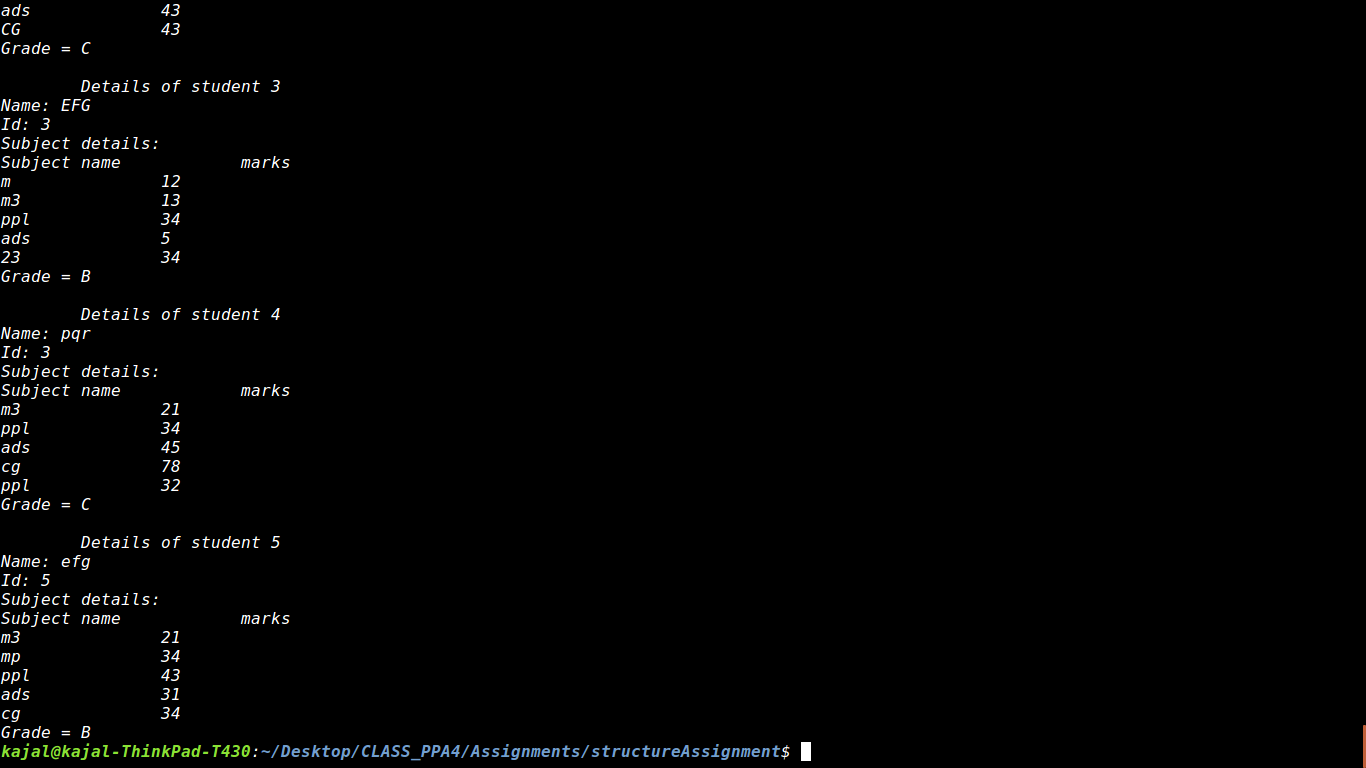 ads 43
CG 43
Grade = C
Details of student 3
Name: EFG
Id: 3
Subject details:
Subject name marks
m 12
m3 13
ppl 34
ads 5
23 34
Grade = B
Details of student 4
Name: pqr
Id: 3
Subject details:
Subject name marks
m3 21
ppl 34
ads 45
cg 78
ppl 32
Grade = C
Details of student 5
Name: efg
Id: 5
Subject details:
Subject name marks
m3 21
mp 34
ppl 43
ads 31
cg 34
Grade = B
kajal@kajal-ThinkPad-T430:~/Desktop/CLASS_PPA4/Assignments/structureAssignment$